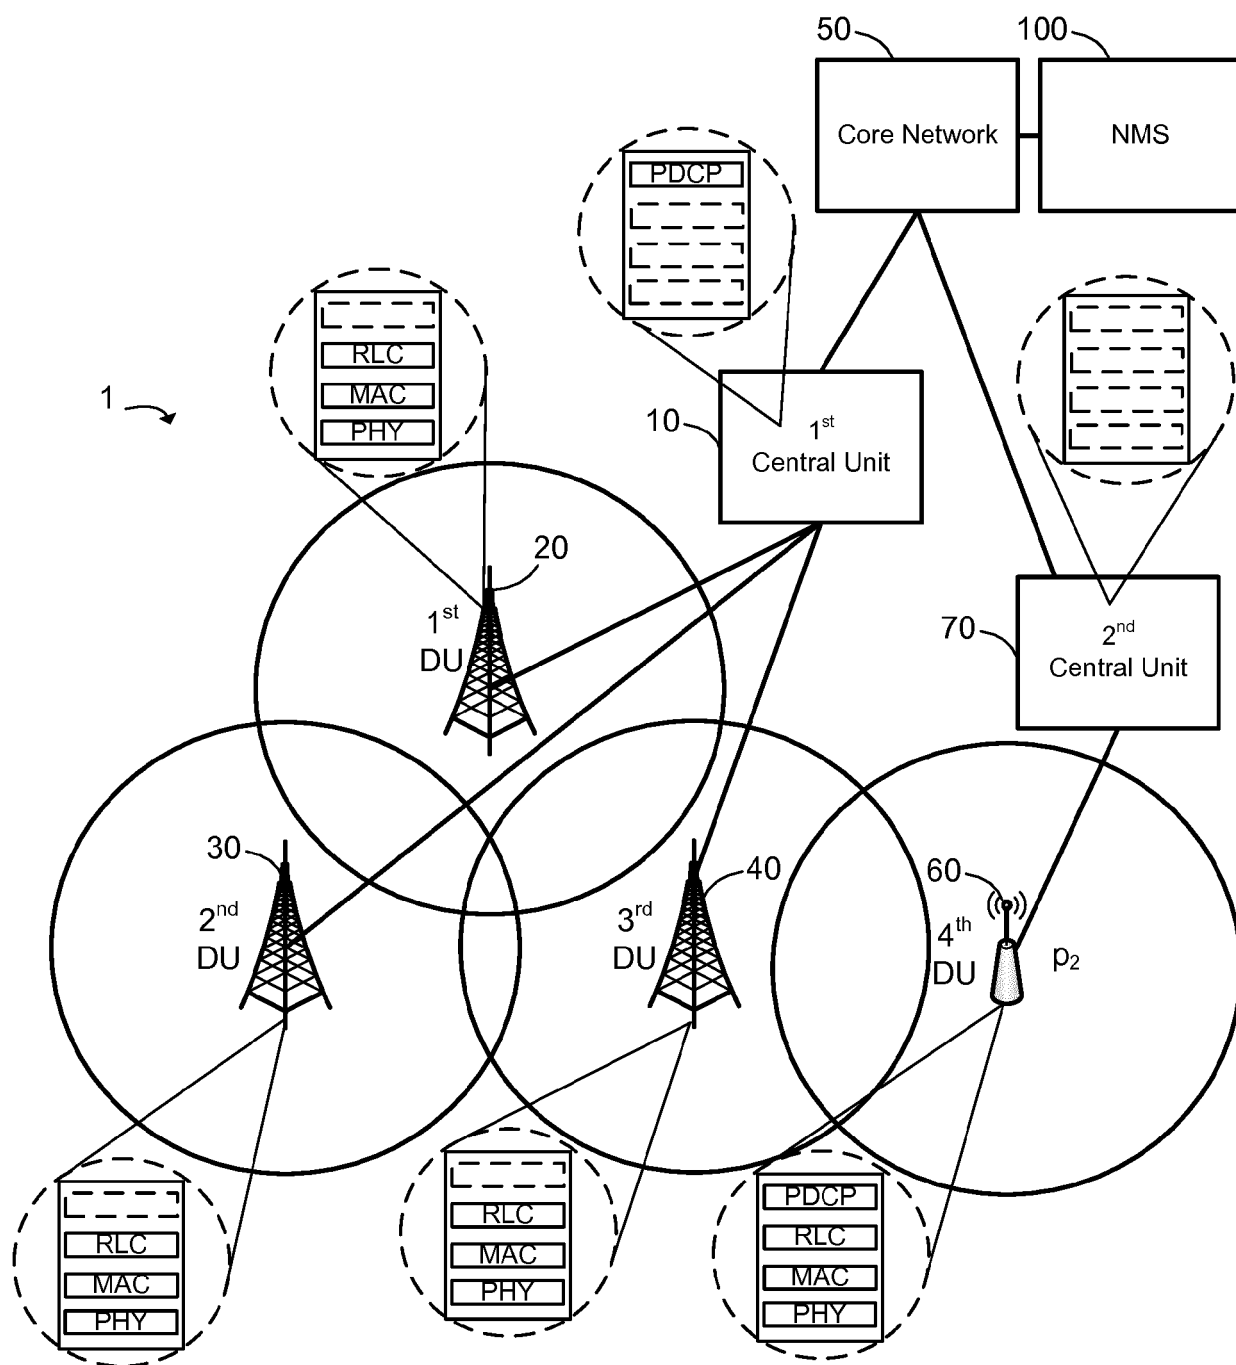 50
100
Core Network
NMS
PDCP
RLC
MAC
PHY
1
10
1st
Central Unit
20
1st
DU
70
2nd
Central Unit
30
2nd
DU
40
3rd
DU
60
4th
DU
p2
RLC
MAC
PHY
RLC
MAC
PHY
PDCP
RLC
MAC
PHY